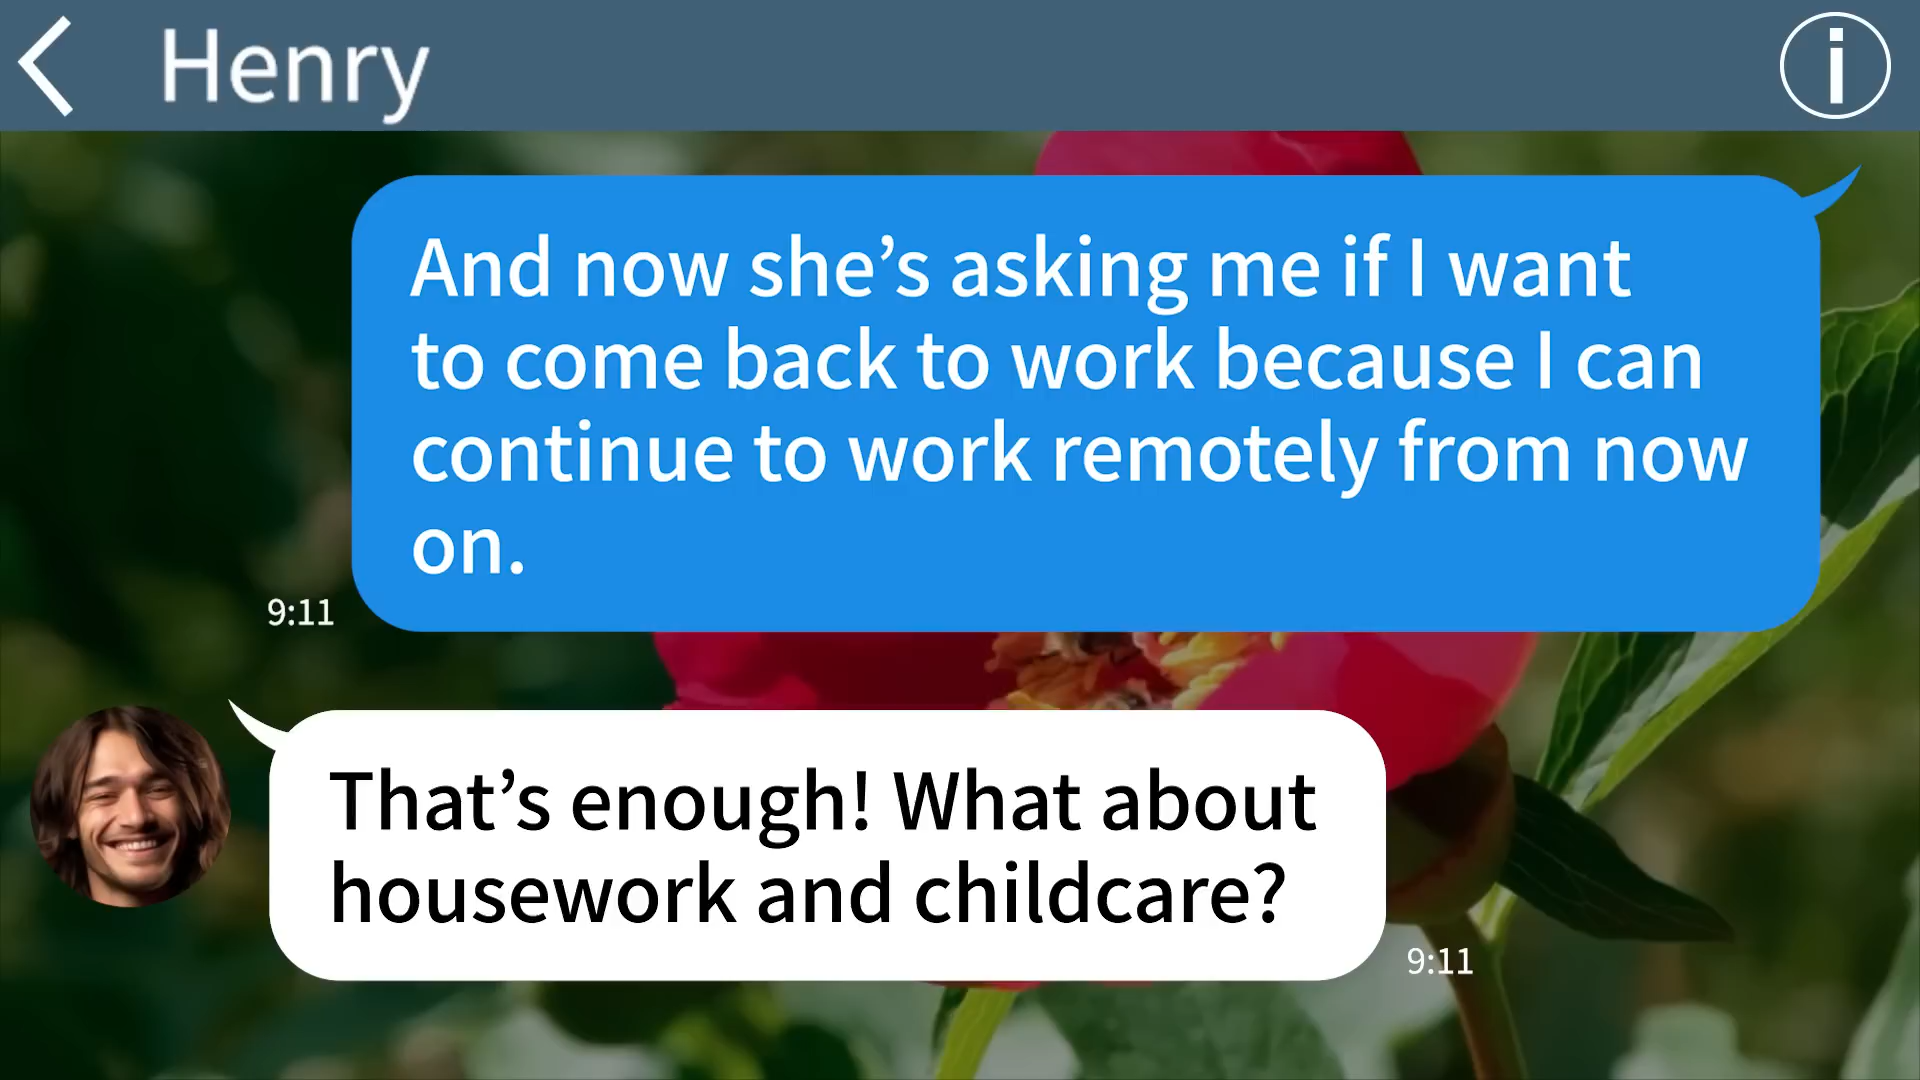 Henry
And now she’s asking me if I want
to come back to work because I can
continue to work remotely from now
on.
9:11
That’s enough! What about
housework and childcare?
9:11